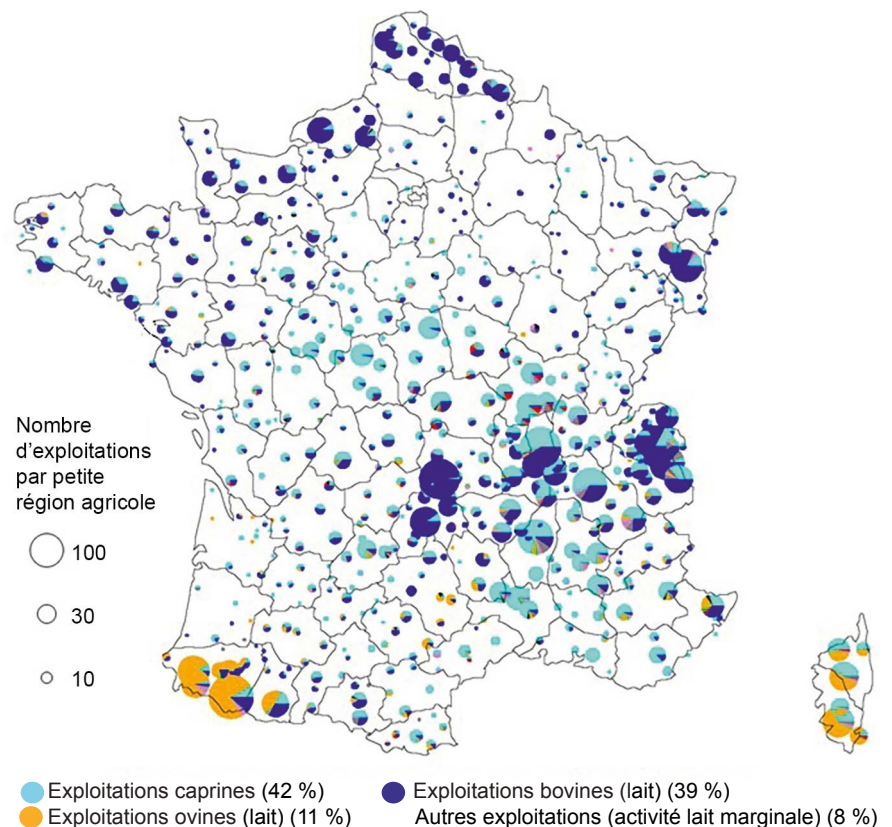 Nombre
d’exploitations
par petite
région agricole
100
30
10
Exploitations caprines (42 %)
Exploitations bovines (lait) (39 %)
Exploitations ovines (lait) (11 %)
Autres exploitations (activité lait marginale) (8 %)